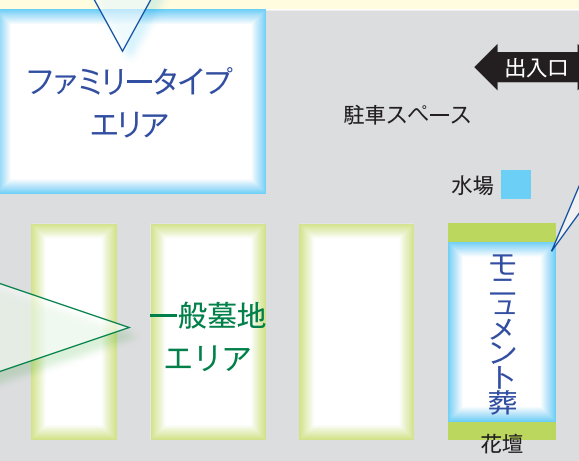 ファミリータイプ
エリア
出入口
駐車スペース
水場
一般墓地
エリア
モニュメント葬
花壇